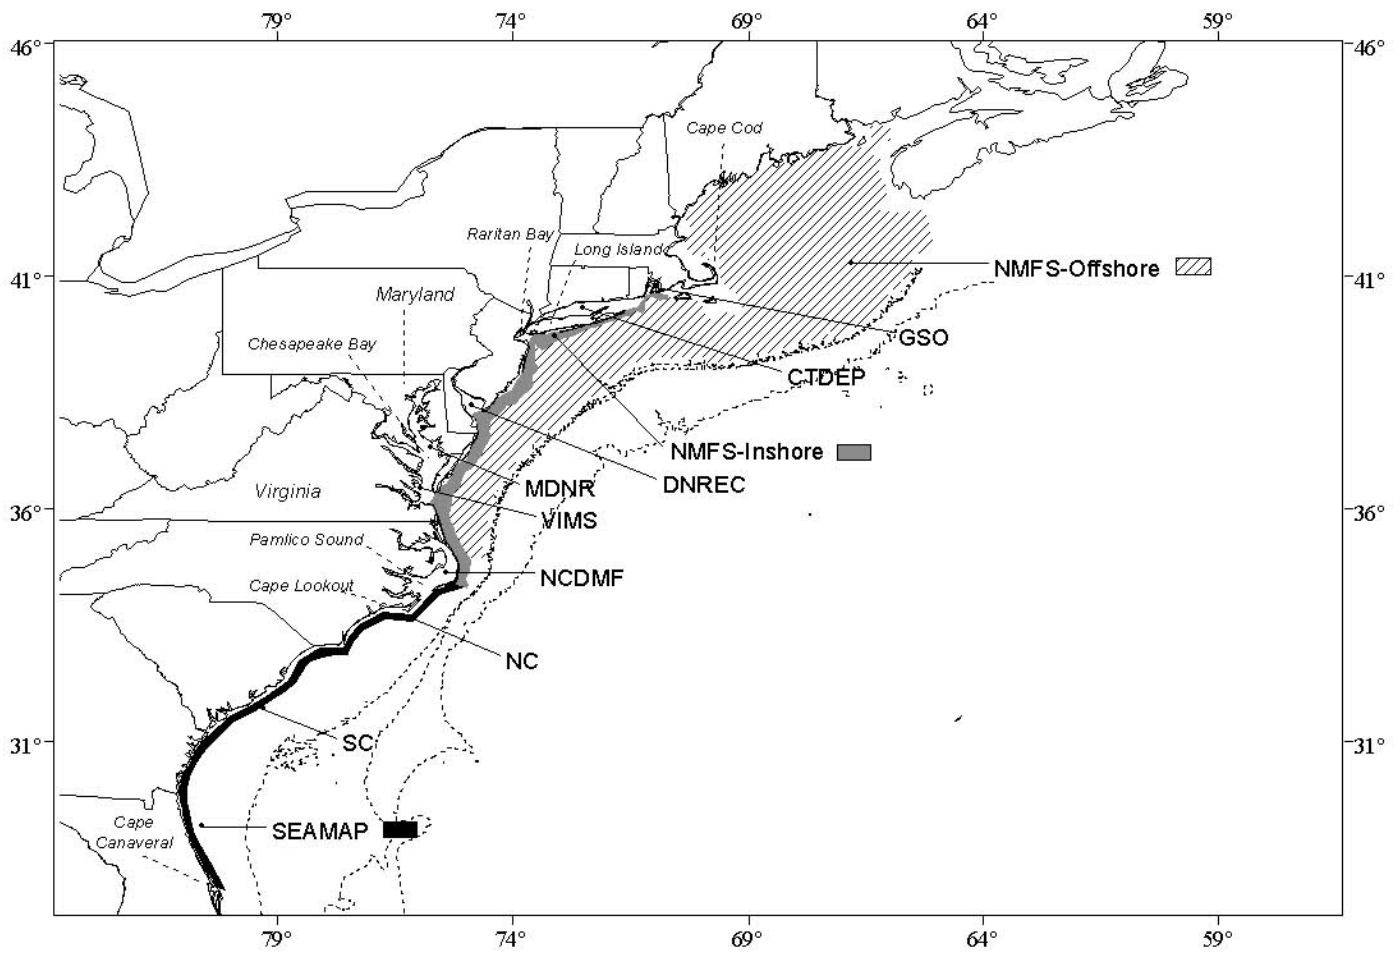 79° 74° 69° 64° 59°
46° 46°
Cape Cod
Raritan Bay
Long Island
NMFS-Offshore
41° 41°
Maryland
GSO
Chesapeake Bay
CTDEP
NMFS-Inshore
DNREC
MDNR
Virginia
36° 36°
VIMS
Pamlico Sound
NCDMF
Cape Lookout
NC
31° SC 31°
Cape
Canaveral
SEAMAP
79° 74° 69° 64° 59°